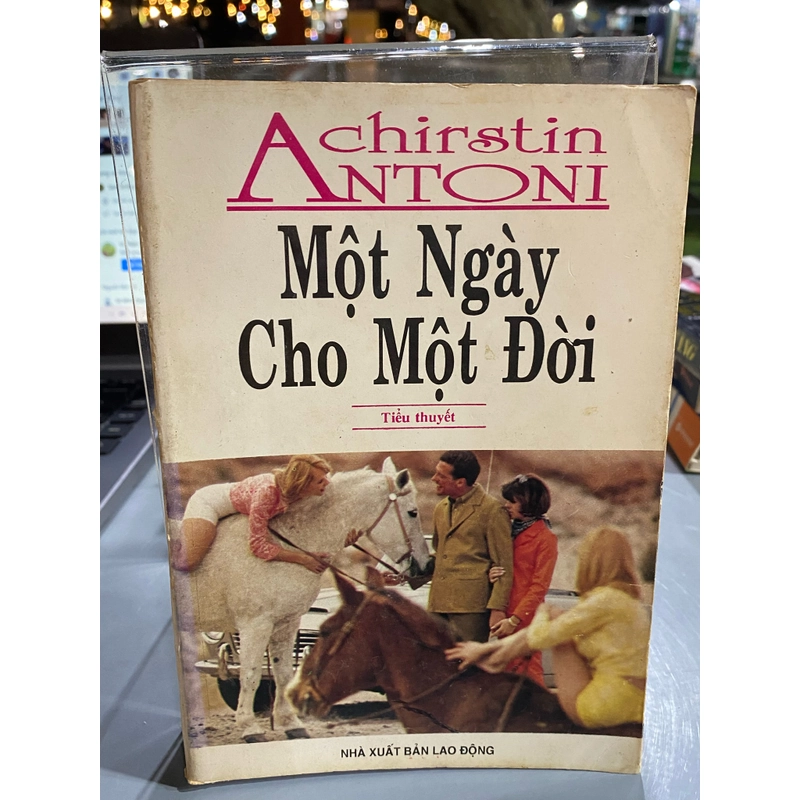 Achirstin
ANTONI
Một Ngày
Cho Một Đời
Tiểu thuyết
NHÀ XUẤT BẢN LAO ĐỘNG